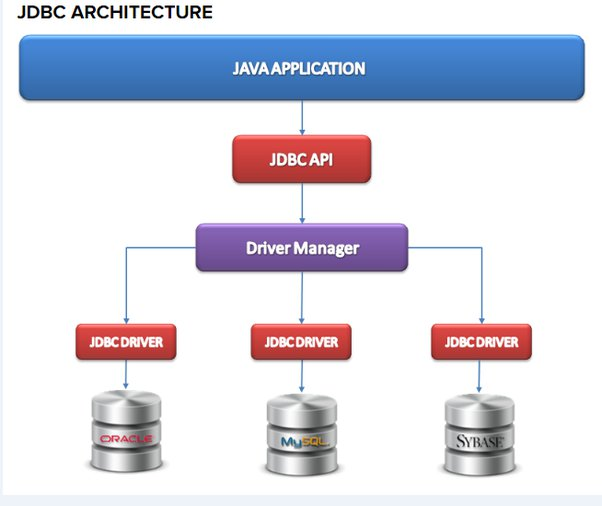 JDBC ARCHITECTURE
JAVA APPLICATION
JDBC API
Driver Manager
JDBC DRIVER
JDBC DRIVER
JDBC DRIVER
ORACLE
MySQL
SYBASE